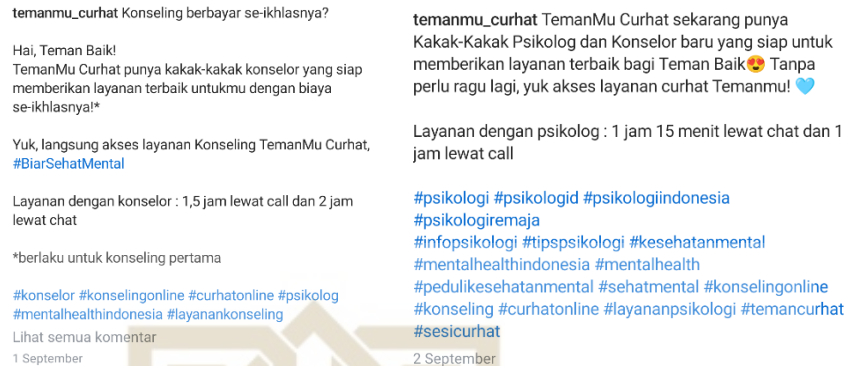 temanmu_curhat Konseling berbayar se-ikhlasnya?
Hai, Teman Baik!
TemanMu Curhat punya kakak-kakak konselor yang siap
memberikan layanan terbaik untukmu dengan biaya
se-ikhlasnya!*
Yuk, langsung akses layanan Konseling TemanMu Curhat,
#BiarSehatMental
Layanan dengan konselor : 1,5 jam lewat call dan 2 jam
lewat chat
*berlaku untuk konseling pertama
#konselor #konselingonline #curhatonline #psikolog
#mentalhealthindonesia #layanankonseling
Lihat semua komentar
1 September
temanmu_curhat TemanMu Curhat sekarang punya
Kakak-Kakak Psikolog dan Konselor baru yang siap untuk
memberikan layanan terbaik bagi Teman Baik😍 Tanpa
perlu ragu lagi, yuk akses layanan curhat Temanmu! 🩵
Layanan dengan psikolog : 1 jam 15 menit lewat chat dan 1
jam lewat call
#psikologi #psikologid #psikologiindonesia
#psikologiremaja
#infopsikologi #tipspsikologi #kesehatanmental
#mentalhealthindonesia #mentalhealth
#pedulikesehatanmental #sehatmental #konselingonline
#konseling #curhatonline #layananpsikologi #temancurhat
#sesicurhat
2 September